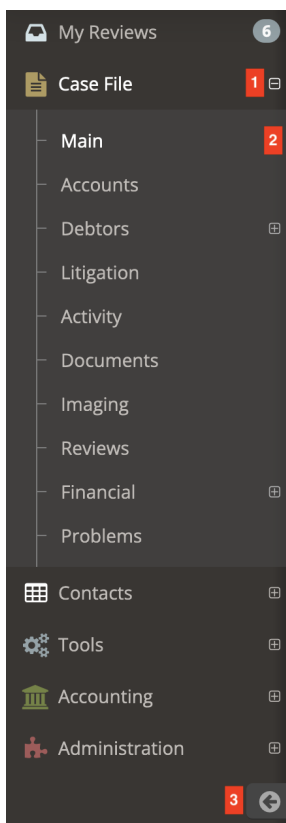 My Reviews 6
Case File 1
Main 2
Accounts
Debtors
Litigation
Activity
Documents
Imaging
Reviews
Financial
Problems
Contacts
Tools
Accounting
Administration
3